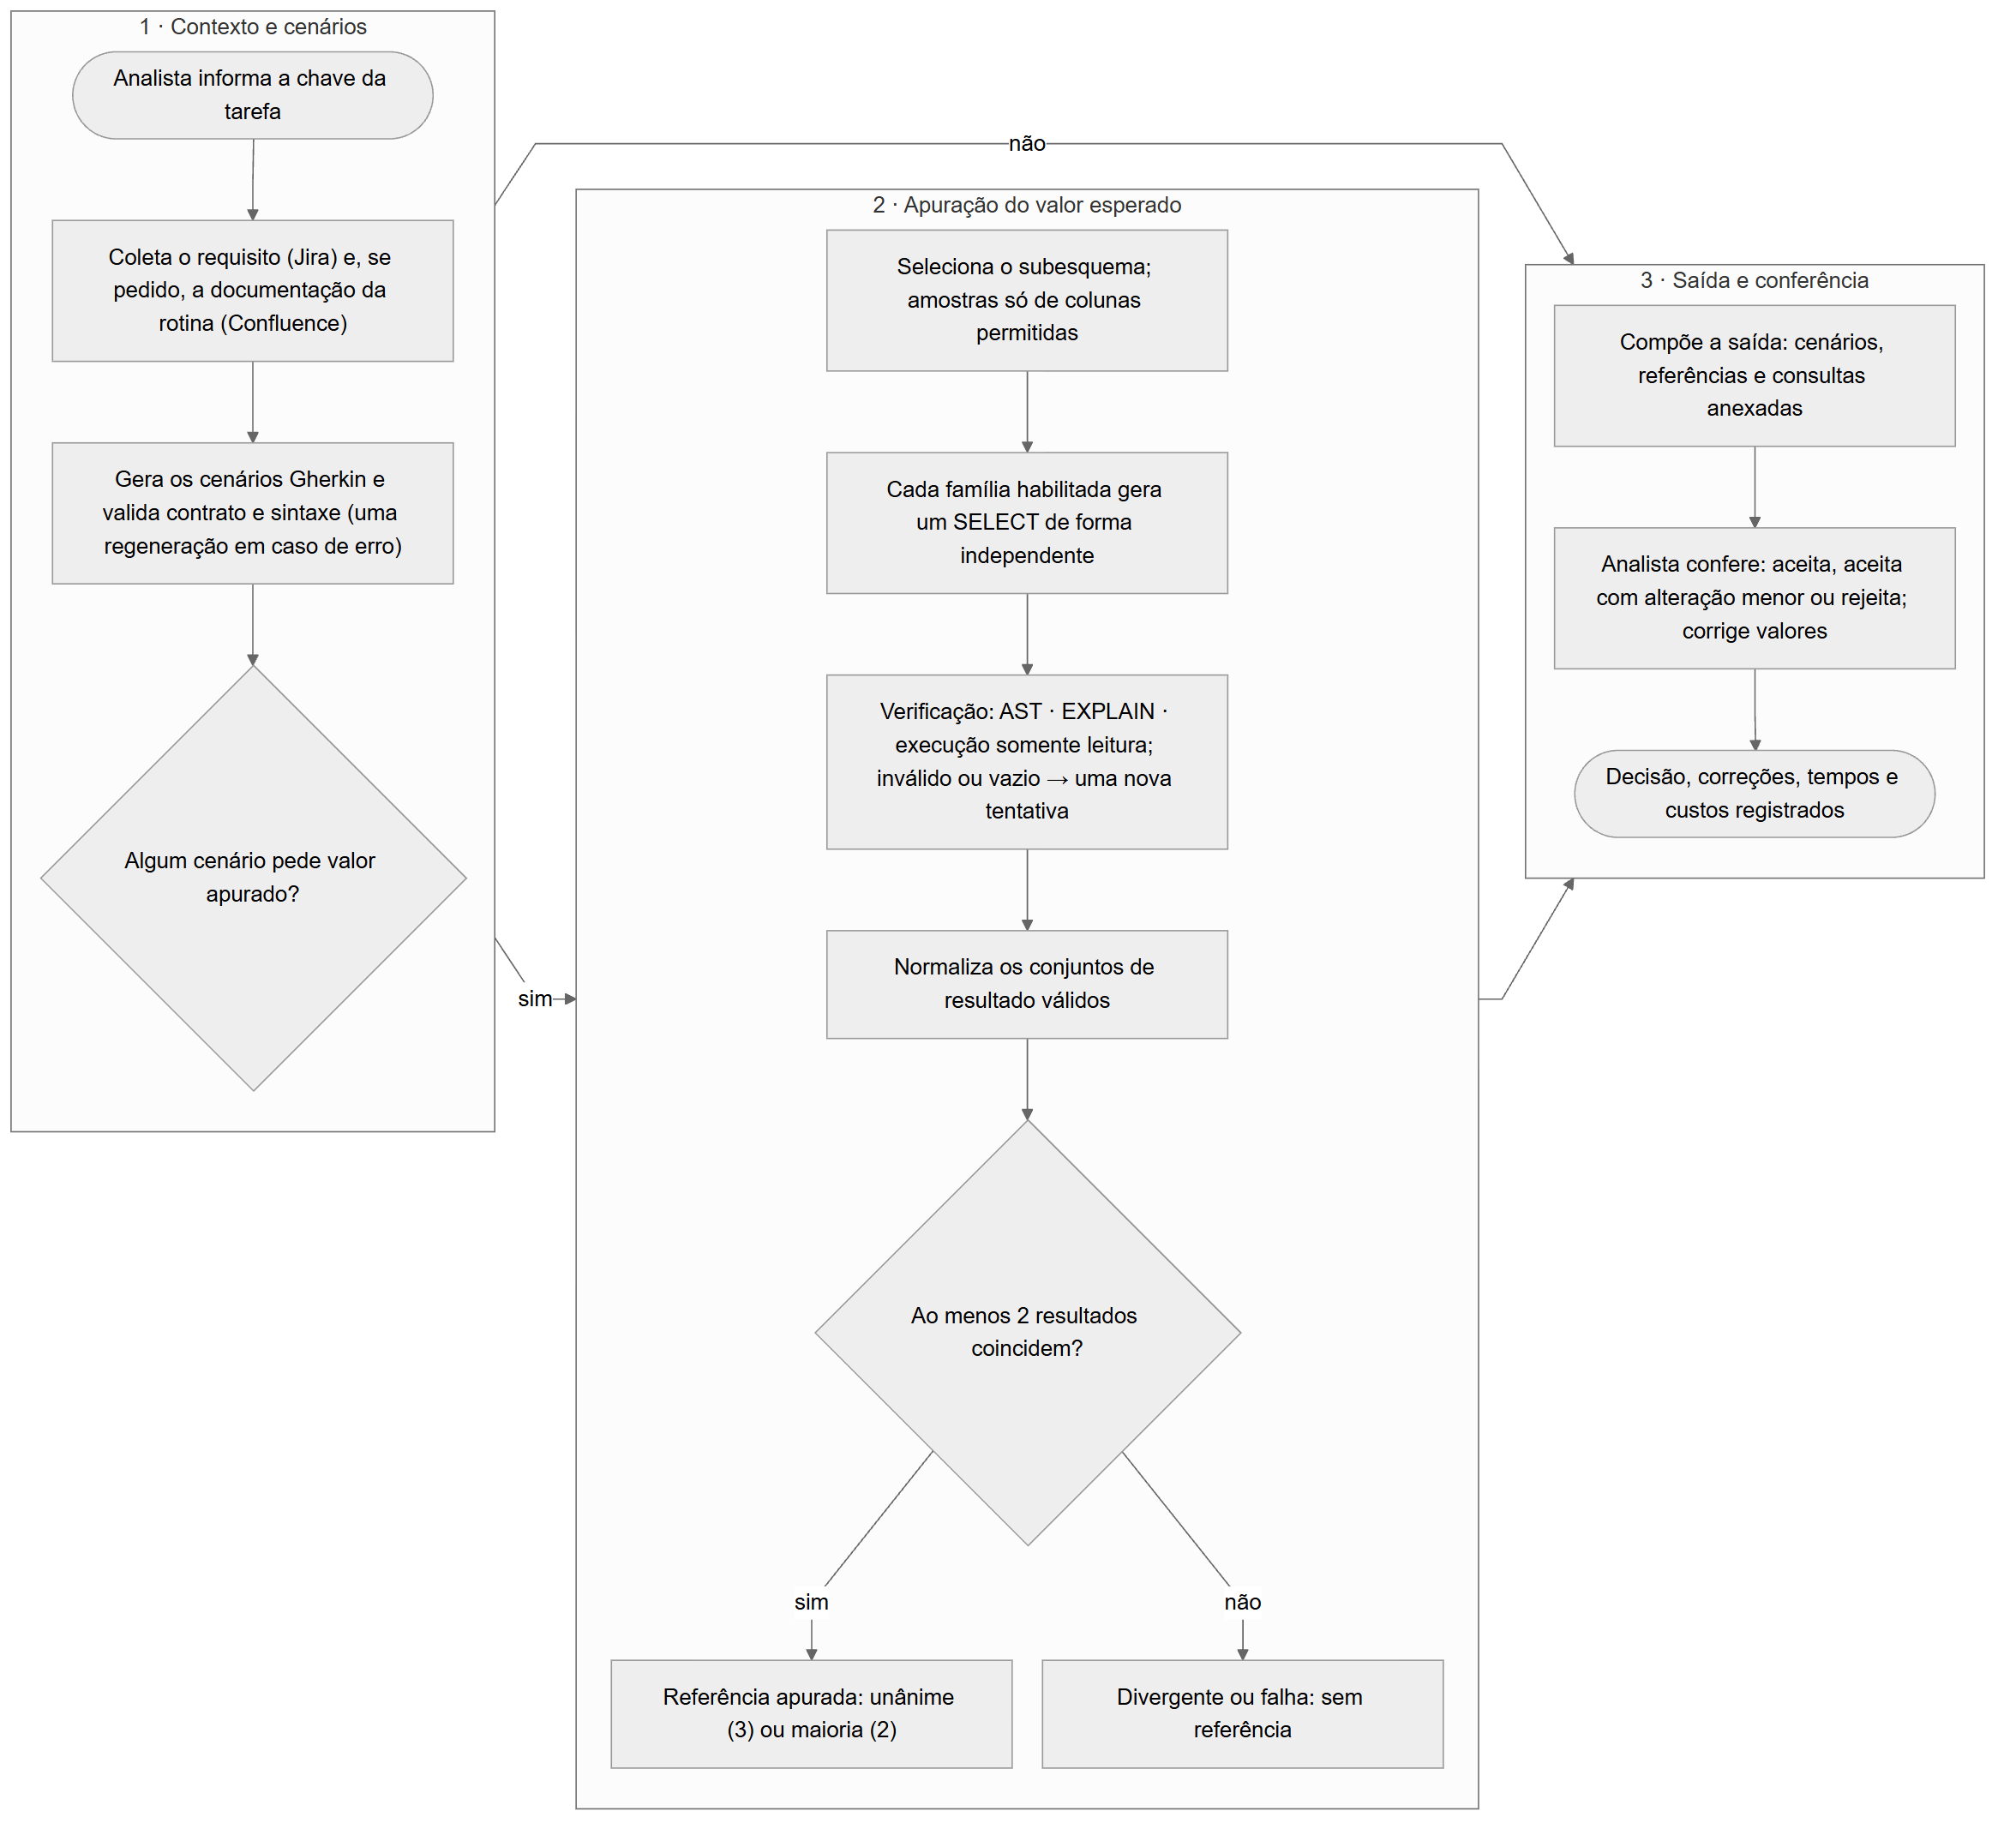 1 · Contexto e cenários
Analista informa a chave da
tarefa
Coleta o requisito (Jira) e, se
pedido, a documentação da
rotina (Confluence)
Gera os cenários Gherkin e
valida contrato e sintaxe (uma
regeneração em caso de erro)
Algum cenário pede valor
apurado?
não
sim
2 · Apuração do valor esperado
Seleciona o subesquema;
amostras só de colunas
permitidas
Cada família habilitada gera
um SELECT de forma
independente
Verificação: AST · EXPLAIN ·
execução somente leitura;
inválido ou vazio → uma nova
tentativa
Normaliza os conjuntos de
resultado válidos
Ao menos 2 resultados
coincidem?
sim
não
Referência apurada: unânime
(3) ou maioria (2)
Divergente ou falha: sem
referência
3 · Saída e conferência
Compõe a saída: cenários,
referências e consultas
anexadas
Analista confere: aceita, aceita
com alteração menor ou rejeita;
corrige valores
Decisão, correções, tempos e
custos registrados